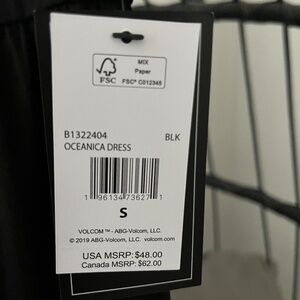 MIX
Paper
FSC
FSC® C012345
B1322404 BLK
OCEANICA DRESS
1 96134 73627 1
S
VOLCOM™ - ABG-Volcom, LLC.
© 2019 ABG-Volcom, LLC. volcom.com
USA MSRP: $48.00
Canada MSRP: $62.00